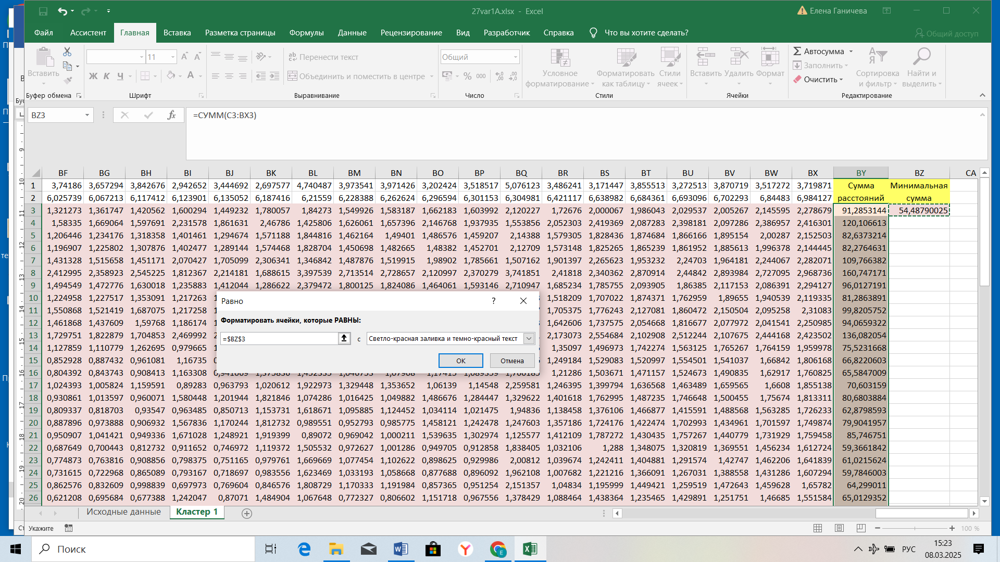 27var1A.xlsx - Excel
Елена Ганичева
Файл Ассистент Главная Вставка Разметка страницы Формулы Данные Рецензирование Вид Разработчик Справка Что вы хотите сделать? Общий доступ
Вставить
11
Ж К Ч
Перенести текст
Объединить и поместить в центре
Общий
% 000
Условное форматирование
Форматировать как таблицу
Стили ячеек
Вставить Удалить Формат
Автосумма
Заполнить
Очистить
Сортировка и фильтр
Найти и выделить
Буфер обмена Шрифт Выравнивание Число Стили Ячейки Редактирование
BZ3 fx =СУММ(C3:BX3)
BF BG BH BI BJ BK BL BM BN BO BP BQ BR BS BT BU BV BW BX BY BZ CA
1 3,74186 3,657294 3,842676 2,942652 3,444692 2,697577 4,740487 3,973541 3,971426 3,202424 3,518517 5,076123 3,486241 3,171447 3,855513 3,272513 3,870719 3,517272 3,719871 Сумма Минимальная
2 6,025739 6,067213 6,117412 6,123901 6,135052 6,187416 6,21559 6,228388 6,262624 6,296594 6,301153 6,304981 6,421117 6,638982 6,684361 6,693096 6,702293 6,84483 6,984127 расстояний сумма
3 1,321273 1,361747 1,420562 1,600294 1,449232 1,780057 1,84273 1,549926 1,583187 1,662183 1,603992 2,120227 1,72676 2,000067 1,986043 2,029537 2,005267 2,145595 2,278679 91,2853144 54,48790025
4 1,58335 1,669064 1,597691 2,231578 1,861631 2,46786 1,425806 1,626061 1,657396 2,146768 1,937935 1,553856 2,052303 2,419369 2,087283 2,398181 2,097286 2,386957 2,416301 120,106613
5 1,206446 1,234176 1,318358 1,401461 1,294674 1,571188 1,844816 1,462164 1,49401 1,486576 1,459207 2,14388 1,579305 1,828436 1,874684 1,866166 1,895154 2,00287 2,152503 82,6373214
6 1,196907 1,225802 1,307876 1,402477 1,289144 1,574468 1,828704 1,450698 1,482665 1,48382 1,452701 2,12709 1,573148 1,825265 1,865239 1,861952 1,885613 1,996378 2,144445 82,2764631
7 1,431328 1,515658 1,451171 2,070427 1,705099 2,306341 1,346842 1,487876 1,519915 1,98902 1,785661 1,507162 1,901397 2,265623 1,953232 2,24703 1,964181 2,244067 2,282071 109,766382
8 2,412995 2,358923 2,545225 1,812367 2,214181 1,688615 3,397539 2,713514 2,728657 2,120997 2,370279 3,741851 2,41818 2,340362 2,870914 2,44842 2,893984 2,727095 2,968736 160,747171
9 1,494549 1,472776 1,630018 1,235883 1,412044 1,286622 2,379472 1,800125 1,824086 1,464061 1,593146 2,710947 1,685234 1,785755 2,093905 1,86385 2,117153 2,086391 2,294127 96,0127191
10 1,224958 1,227517 1,353091 1,217263 1,518209 1,707022 1,874371 1,762959 1,89655 1,940539 2,119335 81,2863891
11 1,550868 1,521419 1,687075 1,217258 1,705375 1,776243 2,127081 1,860472 2,150504 2,095258 2,31083 99,8205752
12 1,461868 1,437609 1,59768 1,186174 1,642606 1,737575 2,054668 1,816677 2,077972 2,041541 2,250985 94,0659322
13 1,729751 1,822879 1,704853 2,469992 2,173073 2,554684 2,102908 2,512244 2,107675 2,444168 2,423502 136,082054
14 1,127859 1,110779 1,262695 0,979665 1,35097 1,496973 1,742274 1,563125 1,765267 1,764159 1,959978 75,5231668
15 0,852928 0,887432 0,961081 1,16735 1,249184 1,529083 1,520997 1,554501 1,541037 1,66842 1,806168 66,8220603
16 0,804392 0,843743 0,908413 1,163308 1,21286 1,503671 1,471157 1,524673 1,490835 1,62917 1,760825 65,5847009
17 1,024393 1,005824 1,159591 0,89283 0,963793 1,020612 1,922973 1,329448 1,353652 1,06139 1,14548 2,259581 1,246395 1,399794 1,636568 1,463489 1,659565 1,6608 1,855138 70,603159
18 0,930861 1,013597 0,960071 1,580448 1,201944 1,821846 1,074286 1,016425 1,049882 1,486676 1,284447 1,329622 1,401618 1,762995 1,487235 1,746648 1,500455 1,75674 1,813311 80,6803884
19 0,809337 0,818703 0,93547 0,963485 0,850713 1,153731 1,618671 1,095885 1,124452 1,034114 1,021475 1,94836 1,138458 1,376106 1,466877 1,415591 1,488568 1,563285 1,726233 62,8798593
20 0,887896 0,973888 0,906932 1,567836 1,170244 1,812732 0,989551 0,952793 0,985775 1,458121 1,242478 1,247603 1,357186 1,724176 1,422474 1,702993 1,434961 1,701597 1,749874 79,9041957
21 0,950907 1,041421 0,949336 1,671028 1,248921 1,919399 0,89072 0,969042 1,000211 1,539635 1,302974 1,125577 1,412109 1,787272 1,430435 1,757267 1,440779 1,731929 1,759458 85,746751
22 0,687649 0,700443 0,812732 0,911652 0,746972 1,119372 1,505532 0,972627 1,001286 0,949705 0,912858 1,838405 1,032106 1,288 1,348075 1,320819 1,369551 1,456234 1,612724 59,3661842
23 0,774873 0,763816 0,908856 0,798375 0,751165 0,979761 1,669669 1,077454 1,102622 0,898625 0,929986 2,00812 1,039674 1,242411 1,404881 1,291574 1,42747 1,462206 1,641839 61,0215624
24 0,731615 0,722968 0,865089 0,793167 0,718697 0,983556 1,623469 1,033193 1,058668 0,877688 0,896092 1,962108 1,007682 1,221216 1,366091 1,267031 1,388558 1,431286 1,607294 59,7846003
25 0,862576 0,832609 0,998839 0,697973 0,769604 0,846576 1,808729 1,170333 1,191984 0,857365 0,951254 2,151357 1,04834 1,195999 1,449421 1,259519 1,472643 1,459628 1,65782 64,299011
26 0,621208 0,695684 0,677388 1,242047 0,87071 1,484904 1,067648 0,772327 0,806602 1,151718 0,967556 1,378429 1,088464 1,438364 1,235465 1,429891 1,251751 1,46685 1,551584 65,0129352
Равно ?
Форматировать ячейки, которые РАВНЫ:
=$BZ$3 с Светло-красная заливка и темно-красный текст
ОК Отмена
Исходные данные Кластер 1
Укажите 100 %
Поиск
РУС
15:23
08.03.2025